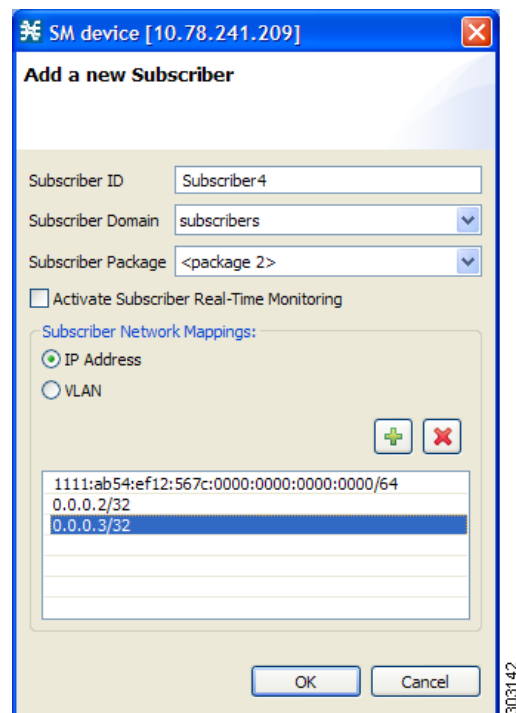 SM device [10.78.241.209]
Add a new Subscriber
Subscriber ID Subscriber4
Subscriber Domain subscribers
Subscriber Package <package 2>
Activate Subscriber Real-Time Monitoring
Subscriber Network Mappings:
IP Address
VLAN
1111:ab54:ef12:567c:0000:0000:0000:0000/64
0.0.0.2/32
0.0.0.3/32
OK Cancel
303142